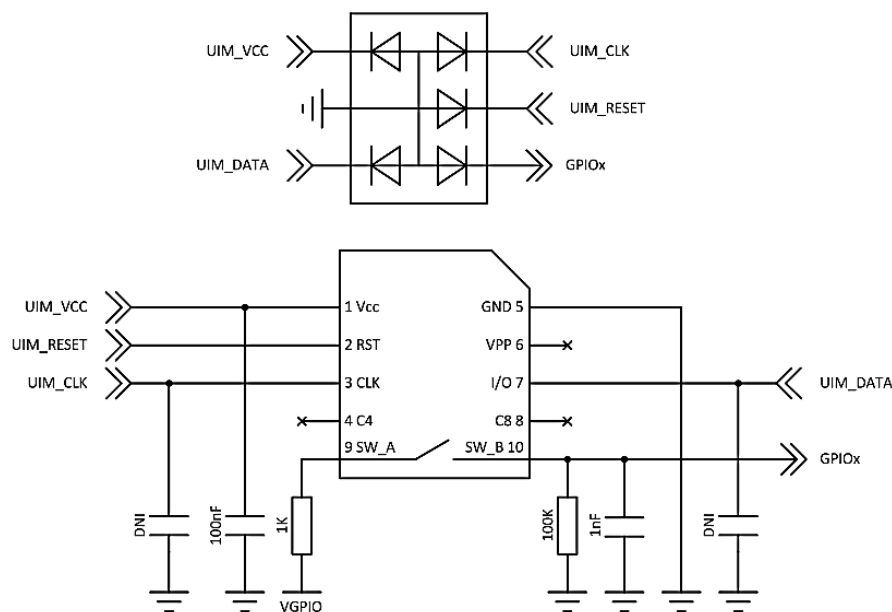 UIM_VCC UIM_CLK
UIM_RESET
UIM_DATA GPIOx
UIM_VCC 1 Vcc GND 5
UIM_RESET 2 RST VPP 6
UIM_CLK 3 CLK I/O 7 UIM_DATA
4 C4 C8 8
9 SW_A SW_B 10 GPIOx
DNI 100nF 1K 100K 1nF DNI
VGPIO